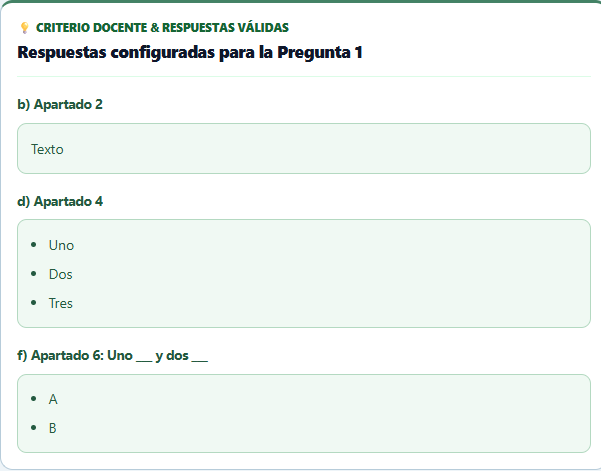 💡 CRITERIO DOCENTE & RESPUESTAS VÁLIDAS
Respuestas configuradas para la Pregunta 1
b) Apartado 2
Texto
d) Apartado 4
• Uno
• Dos
• Tres
f) Apartado 6: Uno ___ y dos ___
• A
• B